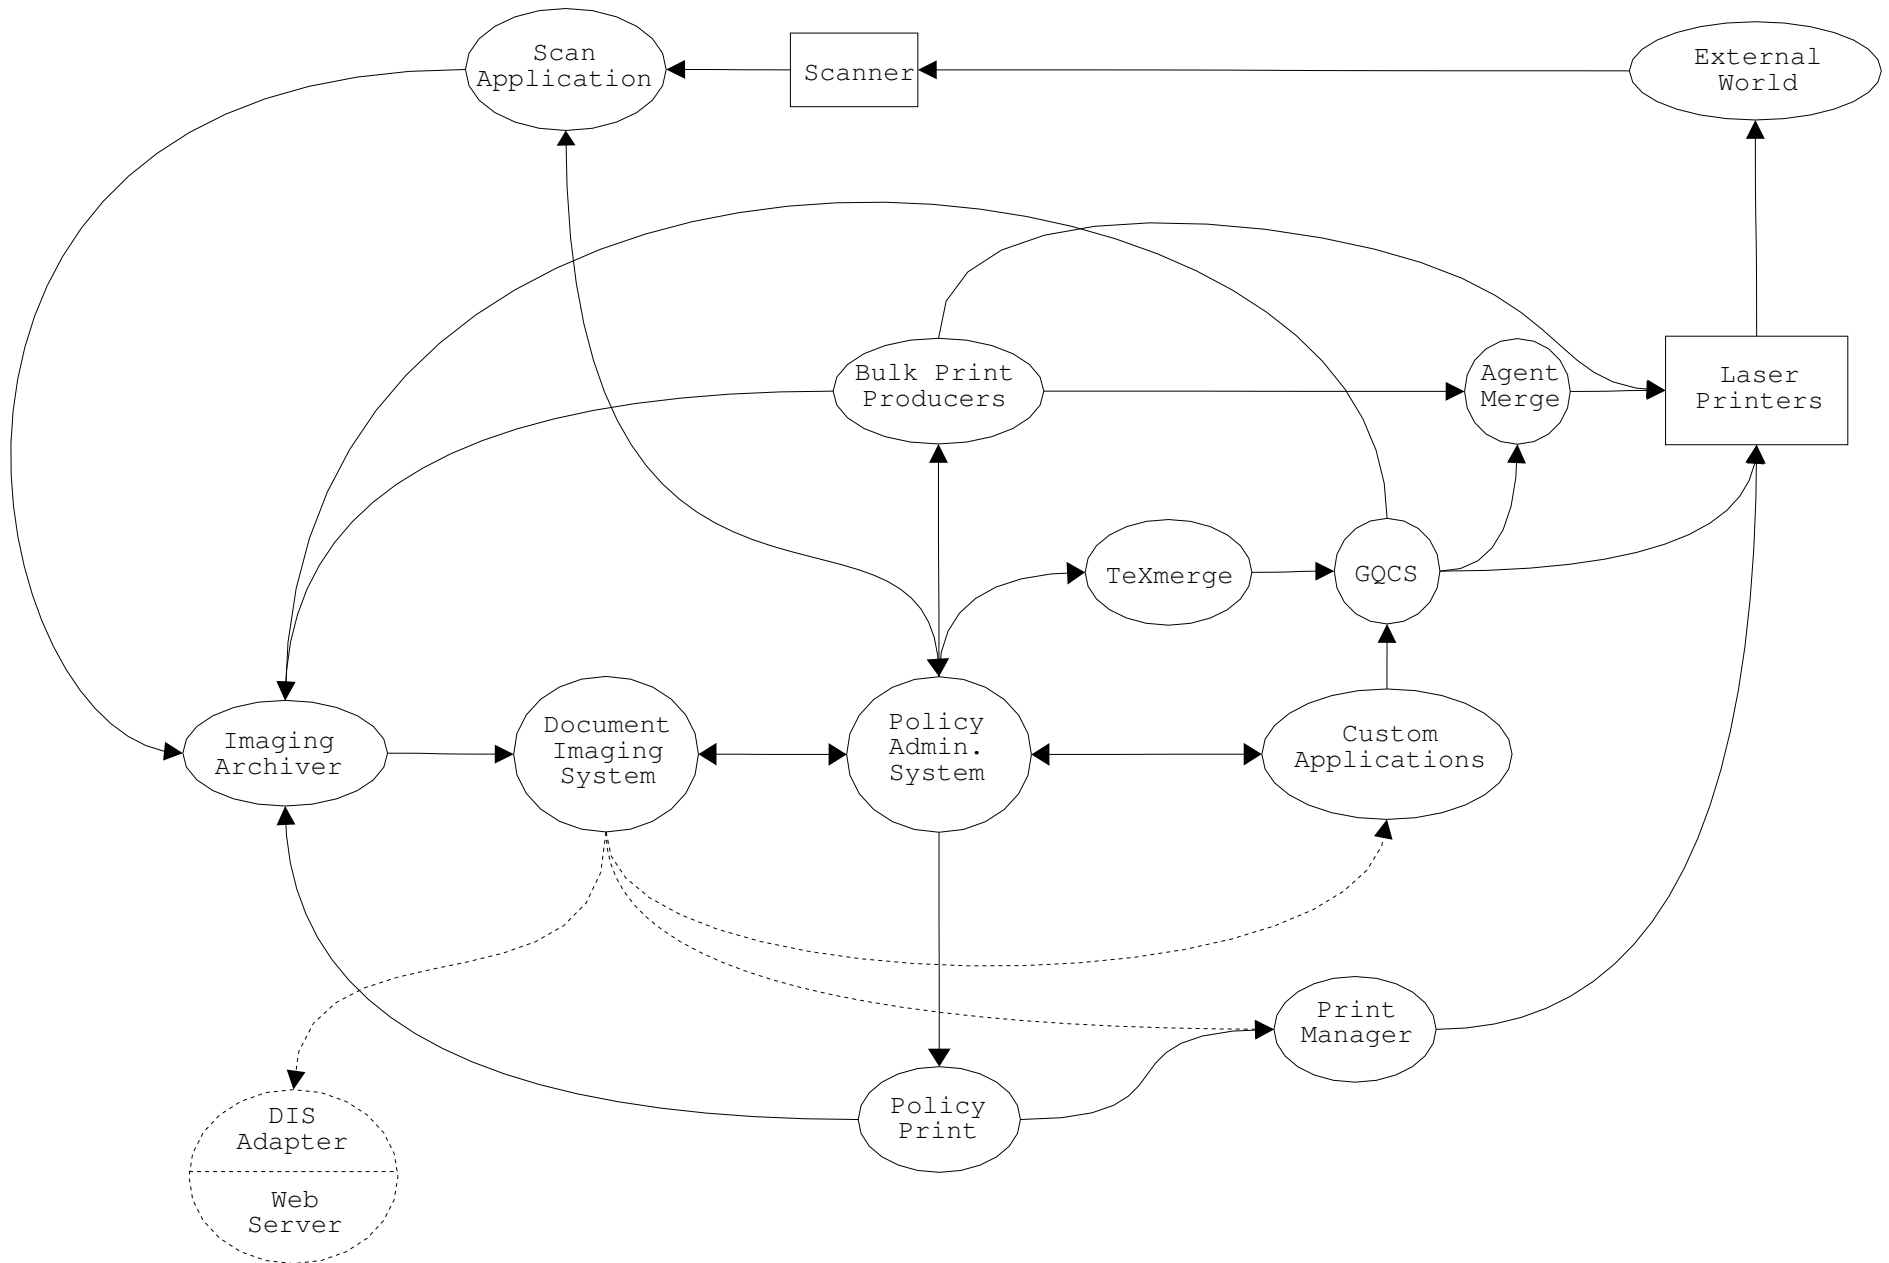 Scan
Application
Scanner
External
World
Bulk Print
Producers
Agent
Merge
Laser
Printers
TeXmerge
GQCS
Imaging
Archiver
Document
Imaging
System
Policy
Admin.
System
Custom
Applications
Print
Manager
Policy
Print
DIS
Adapter
Web
Server